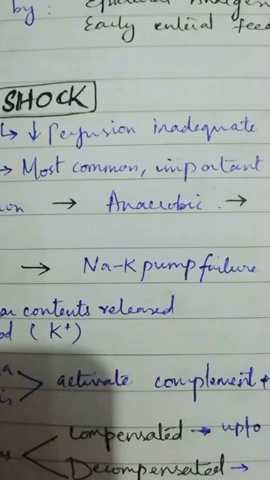 by :
Early enteral feed
SHOCK
↳ ↓ Perfusion inadequate
→ Most common, important
→ Anaerobic →
→ Na-K pump failure
contents released
(K+)
activate complement +
Compensated → upto
Decompensated →